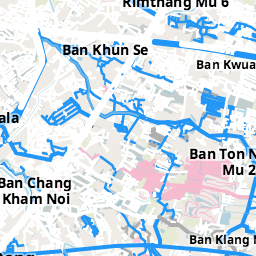 Rimthang Mu 6
Ban Khun Se
Ban Kwua
ala
Ban Ton N
Mu 2
Ban Chang
Kham Noi
Ban Klang